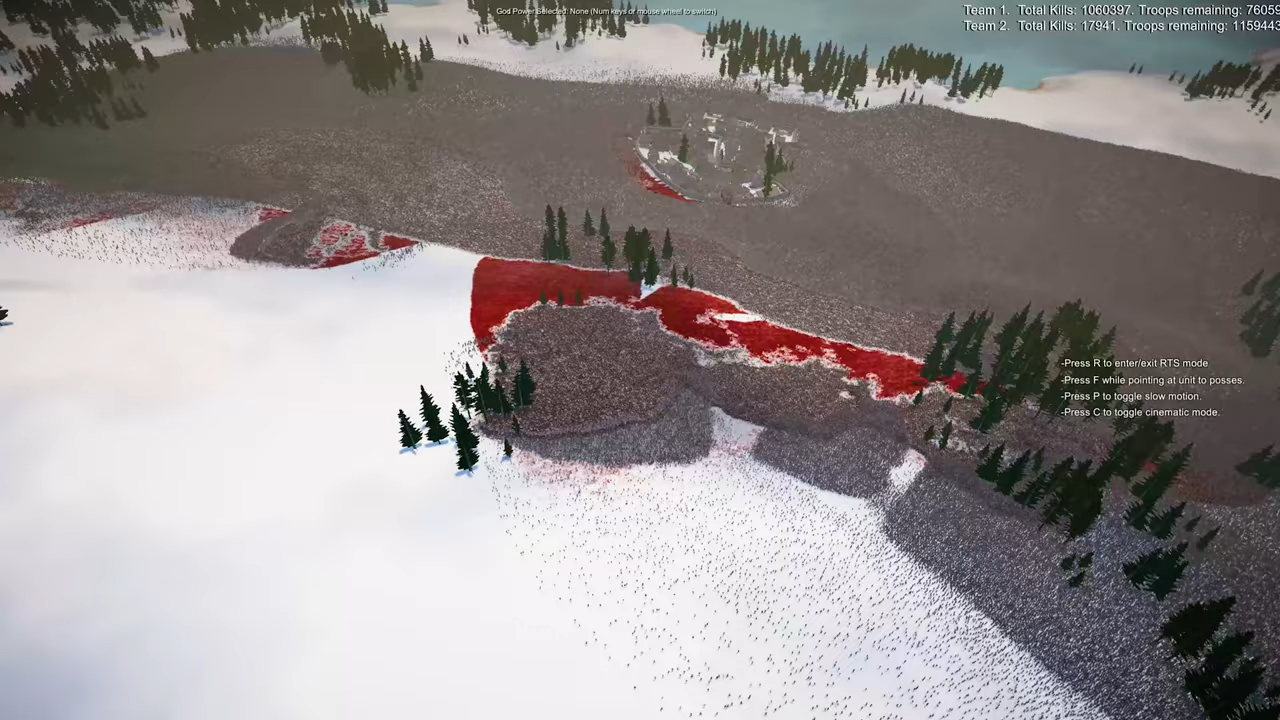 God Power Selected: None (Num keys or mouse wheel to switch)
Team 1. Total Kills: 1060397. Troops remaining: 76059
Team 2. Total Kills: 17941. Troops remaining: 1159443
-Press R to enter/exit RTS mode
-Press F while pointing at unit to posses.
-Press P to toggle slow motion.
-Press C to toggle cinematic mode.